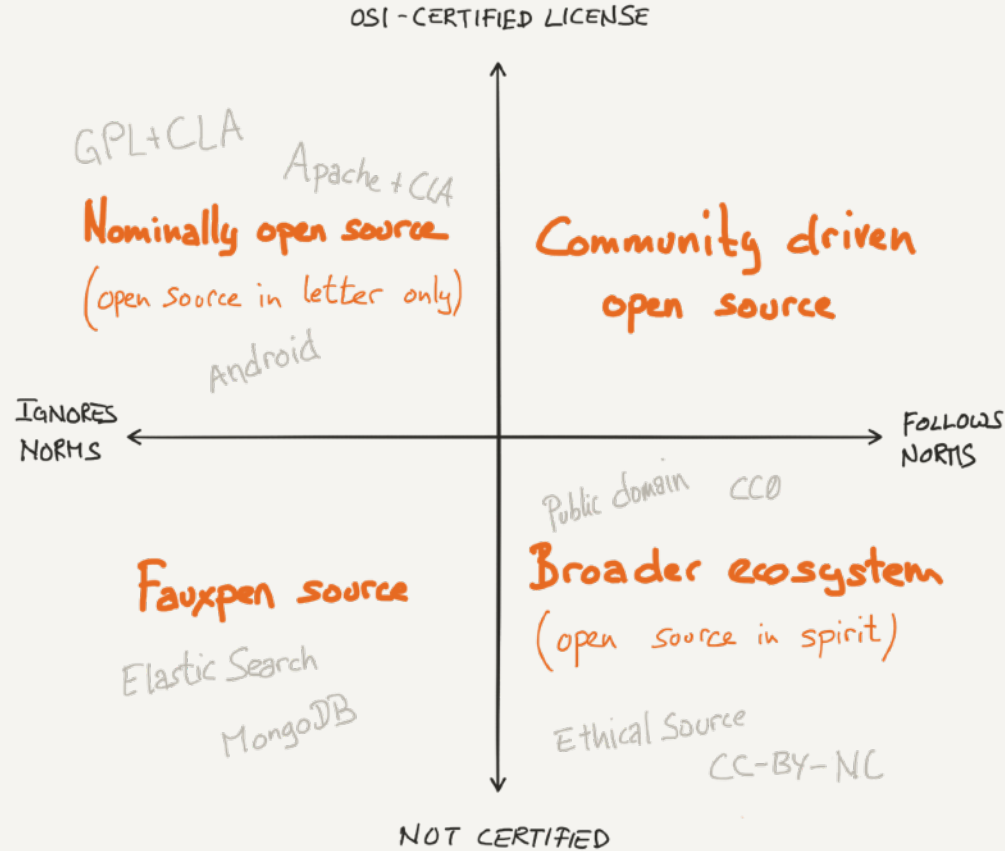 OSI-CERTIFIED LICENSE
GPL+CLA
Apache + CLA
Nominally open source
(open source in letter only)
Android
Community driven
open source
IGNORES
NORMS
FOLLOWS
NORMS
Fauxpen source
Elastic Search
MongoDB
Public domain
CC0
Broader ecosystem
(open source in spirit)
Ethical Source
CC-BY-NC
NOT CERTIFIED